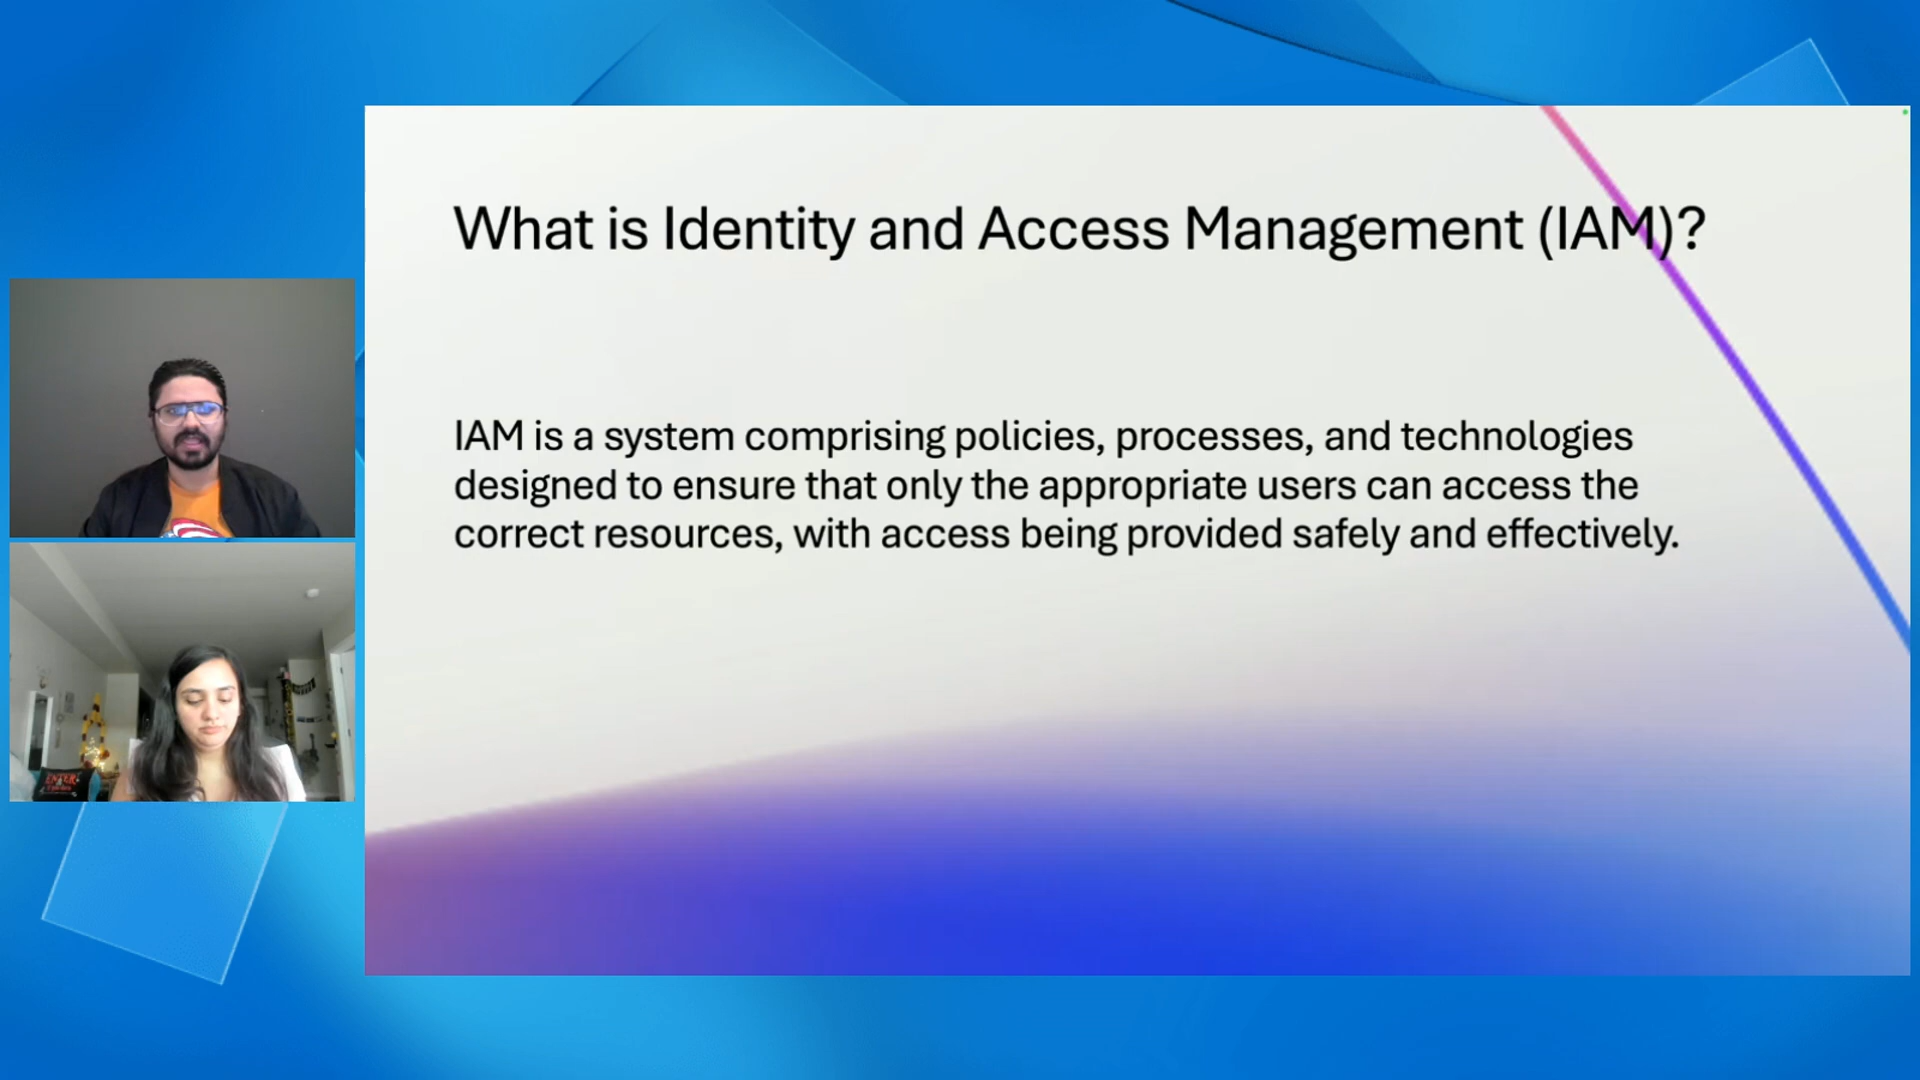 What is Identity and Access Management (IAM)?
IAM is a system comprising policies, processes, and technologies
designed to ensure that only the appropriate users can access the
correct resources, with access being provided safely and effectively.
ENTER